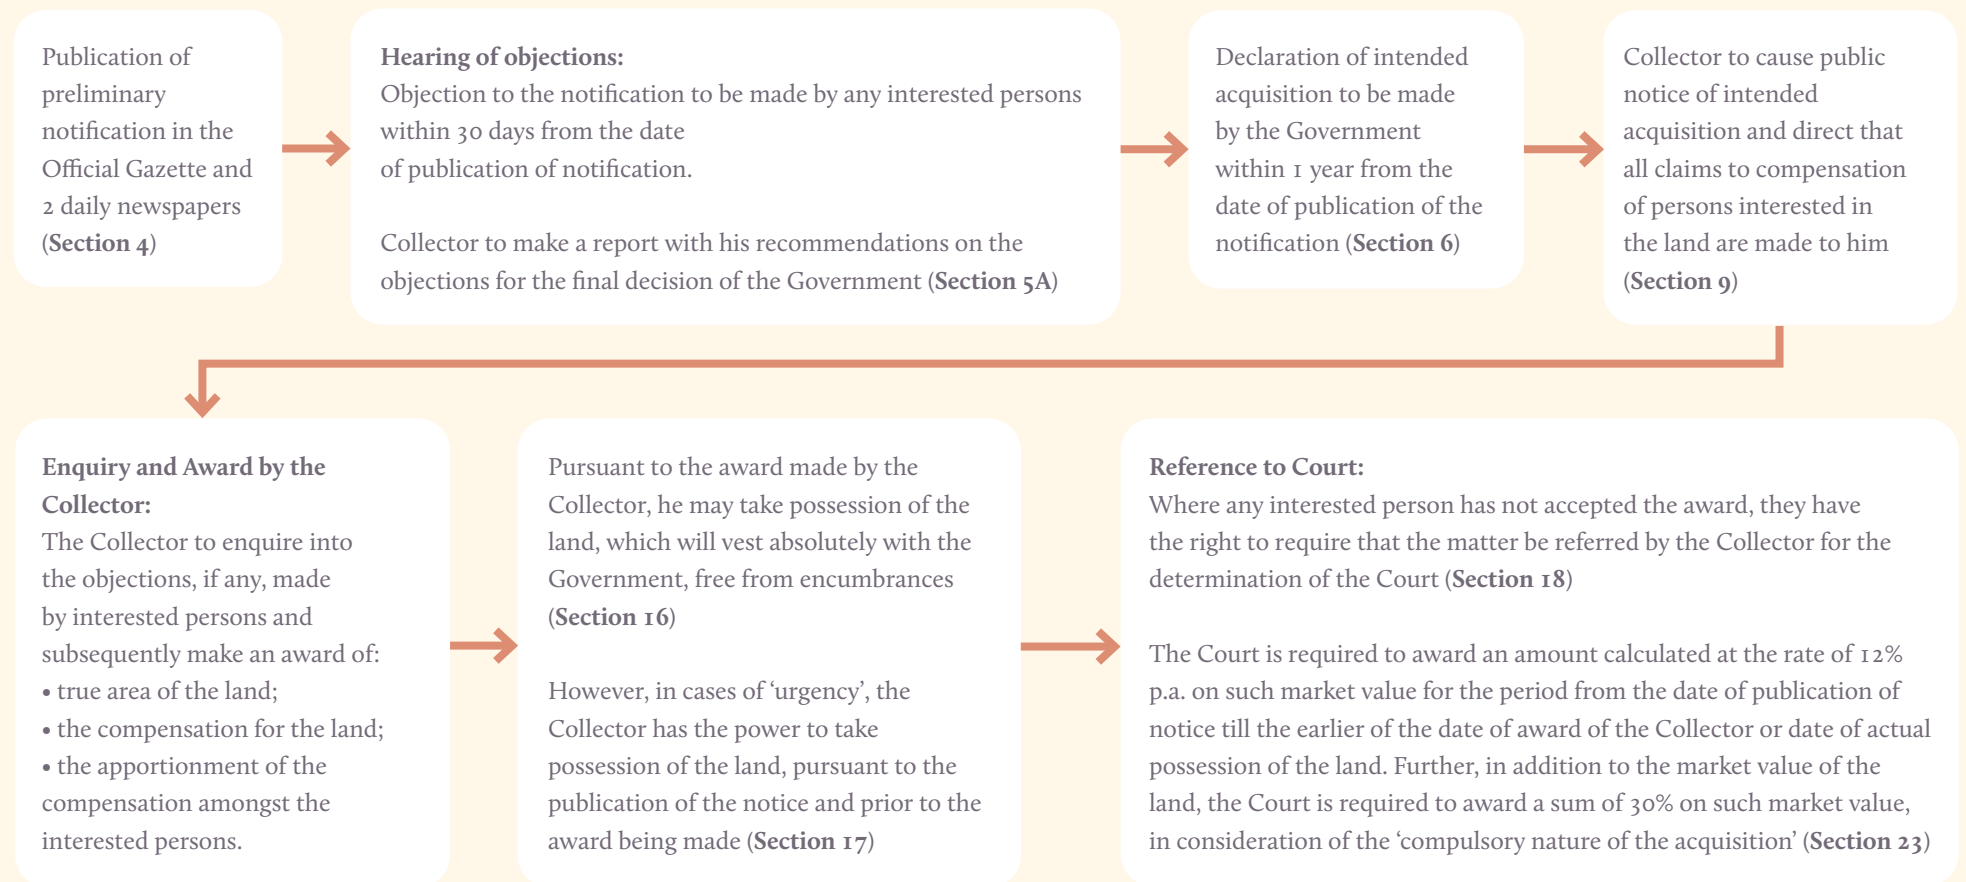 Publication of
preliminary
notification in the
Official Gazette and
2 daily newspapers
(Section 4)
Hearing of objections:
Objection to the notification to be made by any interested persons
within 30 days from the date
of publication of notification.
Collector to make a report with his recommendations on the
objections for the final decision of the Government (Section 5A)
Declaration of intended
acquisition to be made
by the Government
within 1 year from the
date of publication of the
notification (Section 6)
Collector to cause public
notice of intended
acquisition and direct that
all claims to compensation
of persons interested in
the land are made to him
(Section 9)
Enquiry and Award by the
Collector:
The Collector to enquire into
the objections, if any, made
by interested persons and
subsequently make an award of:
• true area of the land;
• the compensation for the land;
• the apportionment of the
compensation amongst the
interested persons.
Pursuant to the award made by the
Collector, he may take possession of the
land, which will vest absolutely with the
Government, free from encumbrances
(Section 16)
However, in cases of ‘urgency’, the
Collector has the power to take
possession of the land, pursuant to the
publication of the notice and prior to the
award being made (Section 17)
Reference to Court:
Where any interested person has not accepted the award, they have
the right to require that the matter be referred by the Collector for the
determination of the Court (Section 18)
The Court is required to award an amount calculated at the rate of 12%
p.a. on such market value for the period from the date of publication of
notice till the earlier of the date of award of the Collector or date of actual
possession of the land. Further, in addition to the market value of the
land, the Court is required to award a sum of 30% on such market value,
in consideration of the ‘compulsory nature of the acquisition’ (Section 23)